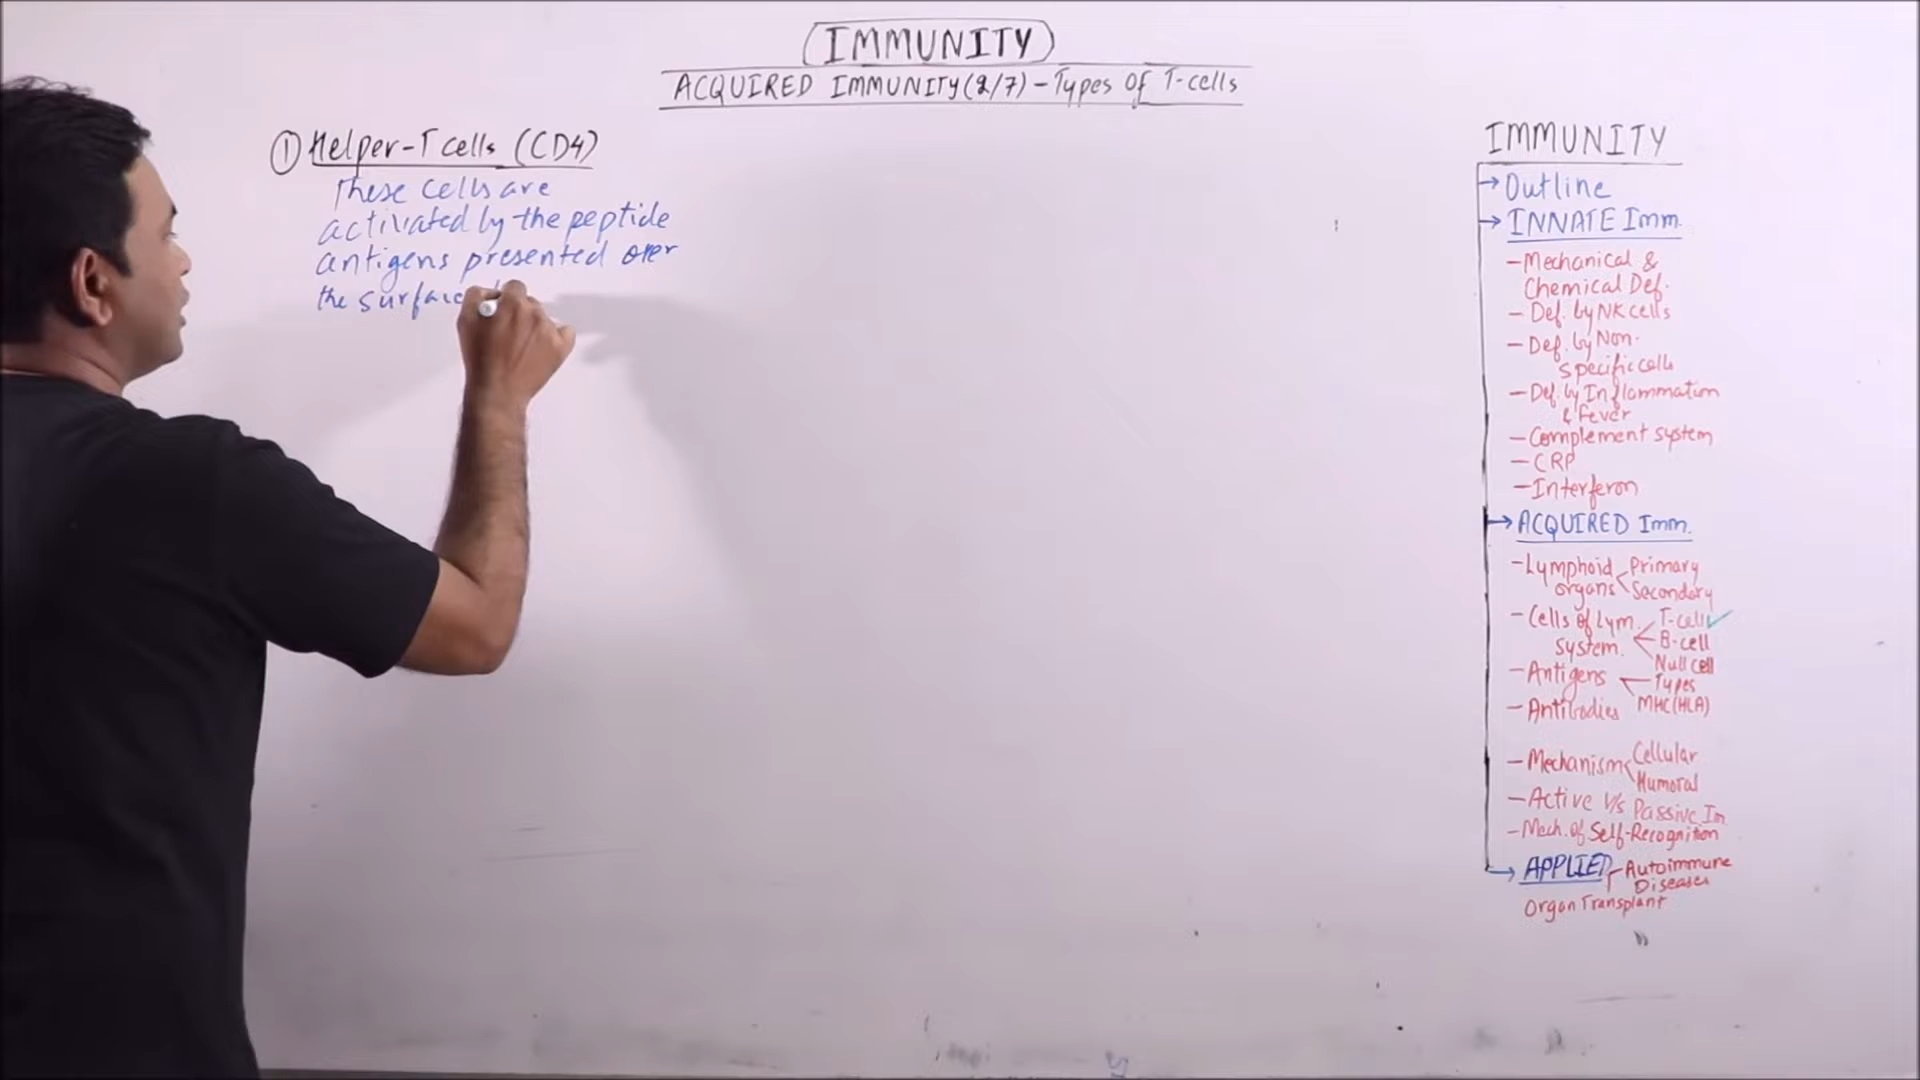 IMMUNITY
ACQUIRED IMMUNITY(2/7)-Types Of T-cells
① Helper-T cells (CD4)
These cells are
activated by the peptide
antigens presented over
the surface
IMMUNITY
→Outline
→INNATE Imm.
-Mechanical &
Chemical Def.
-Def. by NK cells
-Def. by Non-
specific cells
-Def. by Inflammation
& Fever
-Complement system
-CRP
-Interferon
→ACQUIRED Imm.
-Lymphoid organs Primary Secondary
-Cells of Lym. system. T-cell✓ B-cell Null cell
-Antigens Types MHC(HLA)
-Antibodies
-Mechanism Cellular Humoral
-Active V/s Passive Im
-Mech. of Self-Recognition
→APPLIED Autoimmune Diseases
Organ Transplant